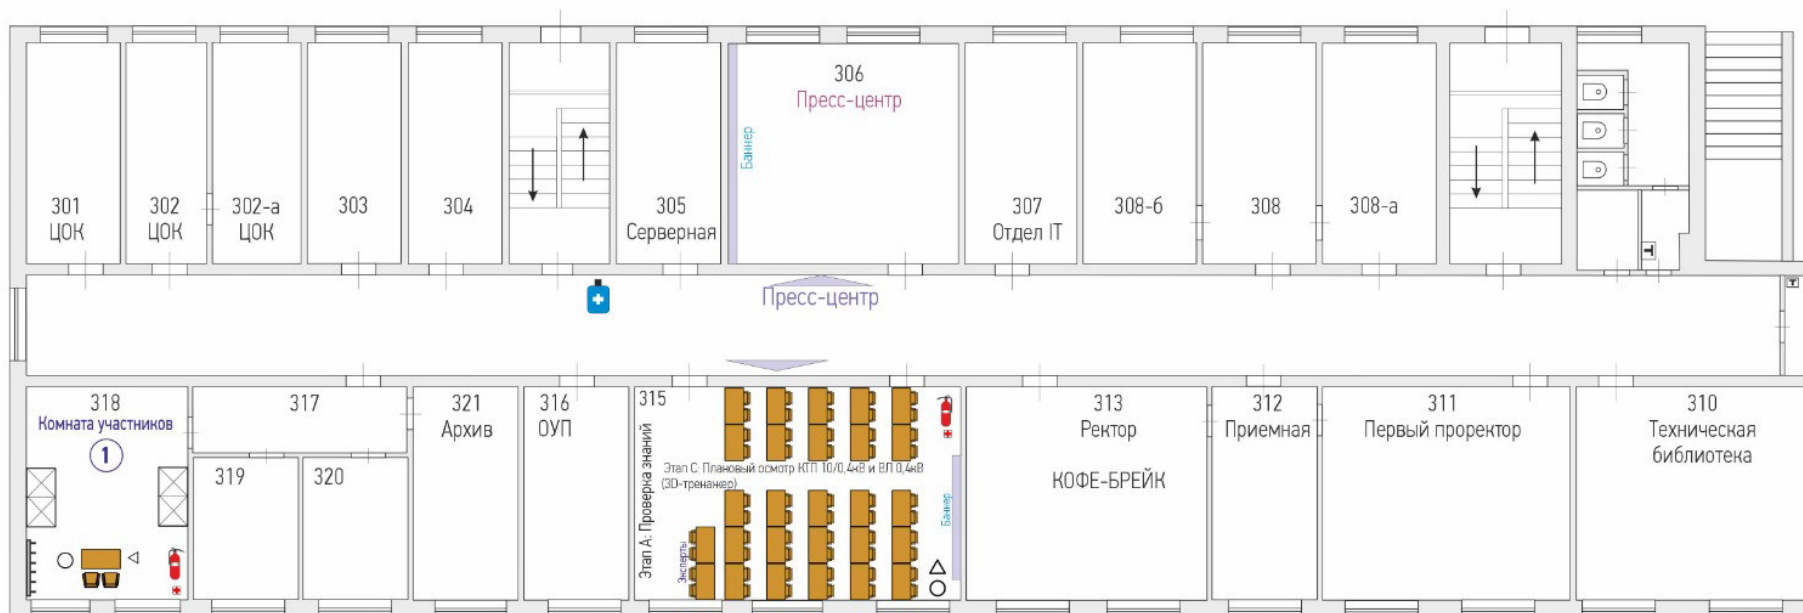 306
Пресс-центр
Баннер
301
ЦОК
302
ЦОК
302-а
ЦОК
303
304
305
Серверная
307
Отдел IT
308-б
308
308-а
Т
Пресс-центр
Т
318
Комната участников
1
317
319
320
321
Архив
316
ОУП
315
Этап А: Проверка знаний
Этап С: Плановый осмотр КТП 10/0,4кВ и ВЛ 0,4кВ
(3D-тренажер)
Эксперты
Баннер
313
Ректор
КОФЕ-БРЕЙК
312
Приемная
311
Первый проректор
310
Техническая
библиотека